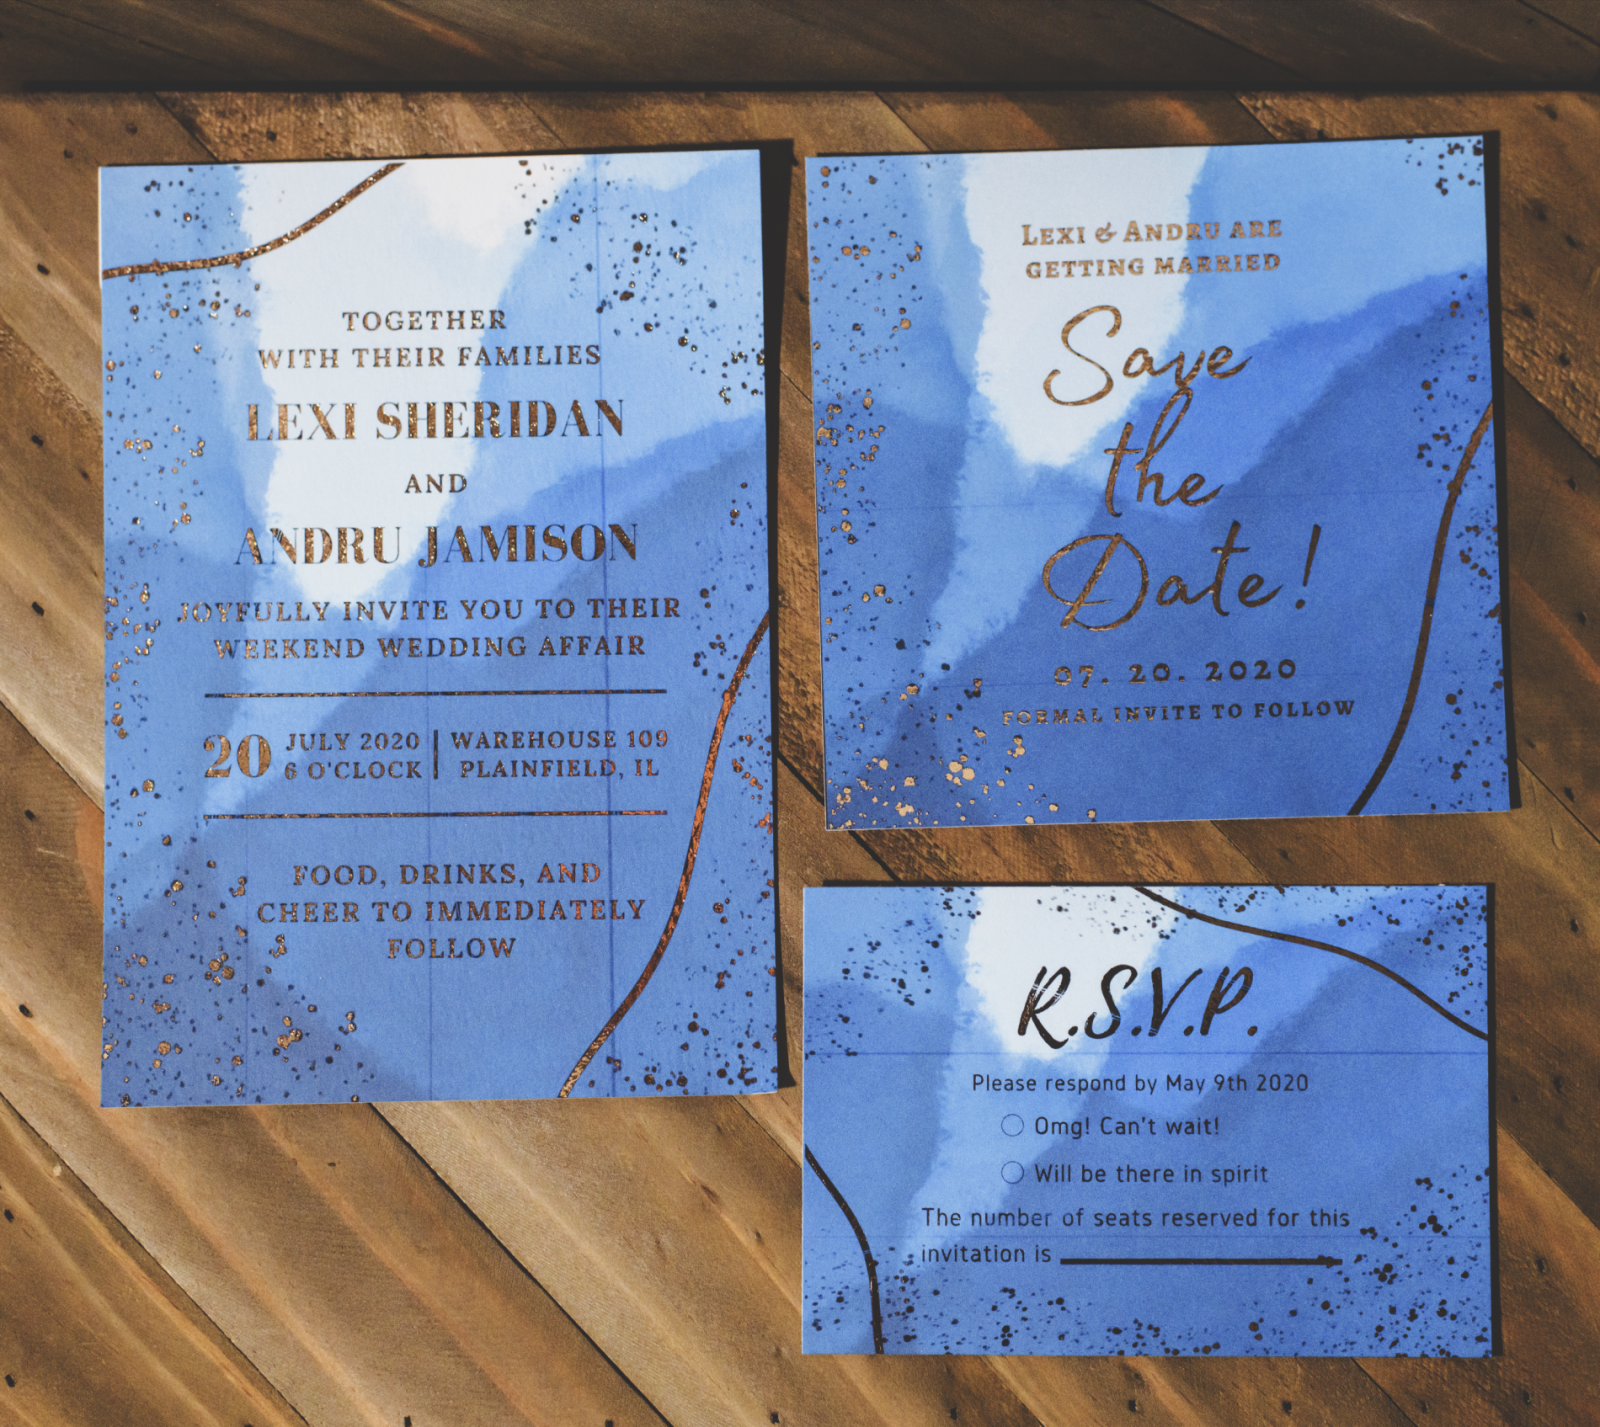 TOGETHER
WITH THEIR FAMILIES
LEXI SHERIDAN
AND
ANDRU JAMISON
JOYFULLY INVITE YOU TO THEIR
WEEKEND WEDDING AFFAIR
20 JULY 2020 | WAREHOUSE 109
6 O'CLOCK | PLAINFIELD, IL
FOOD, DRINKS, AND
CHEER TO IMMEDIATELY
FOLLOW
LEXI & ANDRU ARE
GETTING MARRIED
Save
the
Date!
07. 20. 2020
FORMAL INVITE TO FOLLOW
R.S.V.P.
Please respond by May 9th 2020
Omg! Can't wait!
Will be there in spirit
The number of seats reserved for this
invitation is